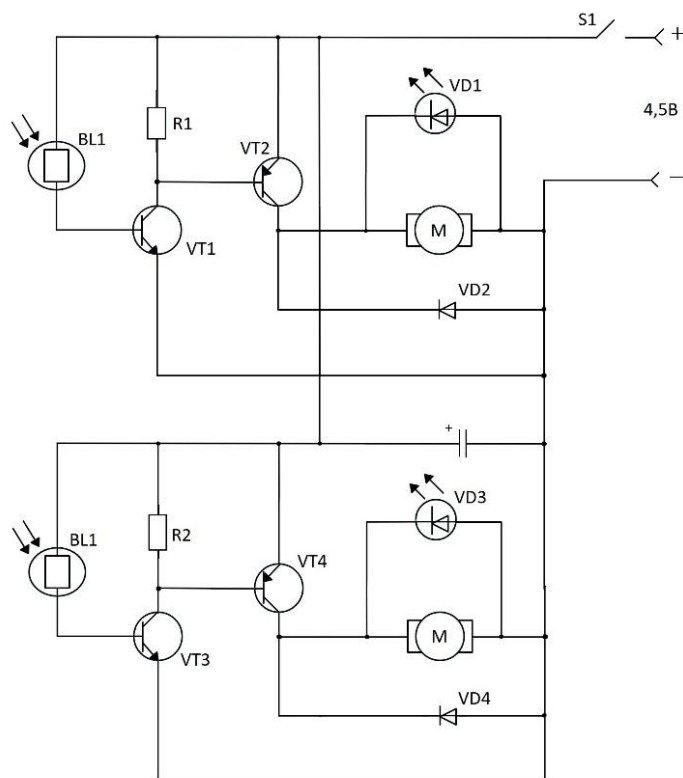 S1
+
VD1
4,5В
BL1
R1
VT2
–
M
VT1
VD2
+
VD3
BL1
R2
VT4
M
VT3
VD4